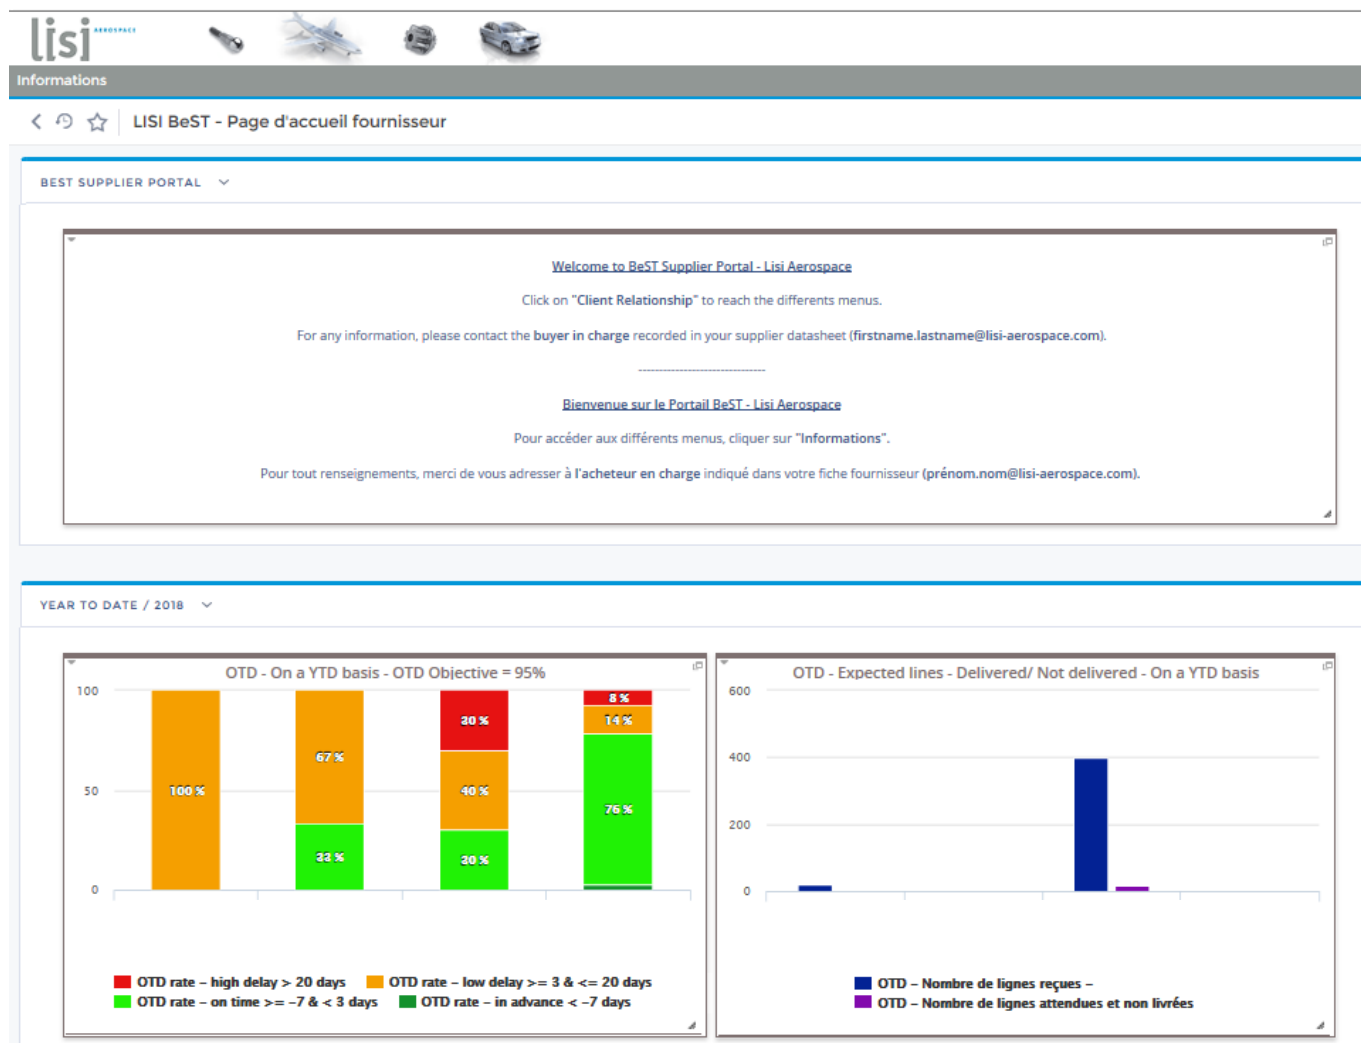 lisi AEROSPACE
Informations
LISI BeST - Page d'accueil fournisseur
BEST SUPPLIER PORTAL
Welcome to BeST Supplier Portal - Lisi Aerospace
Click on "Client Relationship" to reach the differents menus.
For any information, please contact the buyer in charge recorded in your supplier datasheet (firstname.lastname@lisi-aerospace.com).
--------------------------------
Bienvenue sur le Portail BeST - Lisi Aerospace
Pour accéder aux différents menus, cliquer sur "Informations".
Pour tout renseignements, merci de vous adresser à l'acheteur en charge indiqué dans votre fiche fournisseur (prénom.nom@lisi-aerospace.com).
YEAR TO DATE / 2018
OTD - On a YTD basis - OTD Objective = 95%
100
50
0
100 %
67 %
33 %
30 %
40 %
30 %
8 %
14 %
76 %
OTD rate – high delay > 20 days
OTD rate – low delay >= 3 & <= 20 days
OTD rate – on time >= –7 & < 3 days
OTD rate – in advance < –7 days
OTD - Expected lines - Delivered/ Not delivered - On a YTD basis
600
400
200
0
OTD – Nombre de lignes reçues –
OTD – Nombre de lignes attendues et non livrées